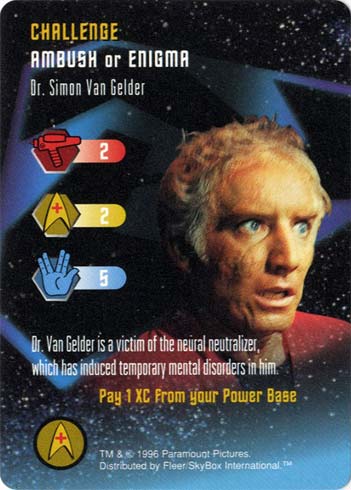 CHALLENGE
AMBUSH or ENIGMA
Dr. Simon Van Gelder
2
2
5
Dr. Van Gelder is a victim of the neural neutralizer,
which has induced temporary mental disorders in him.
Pay 1 XC from your Power Base
TM & © 1996 Paramount Pictures.
Distributed by Fleer/SkyBox International.™